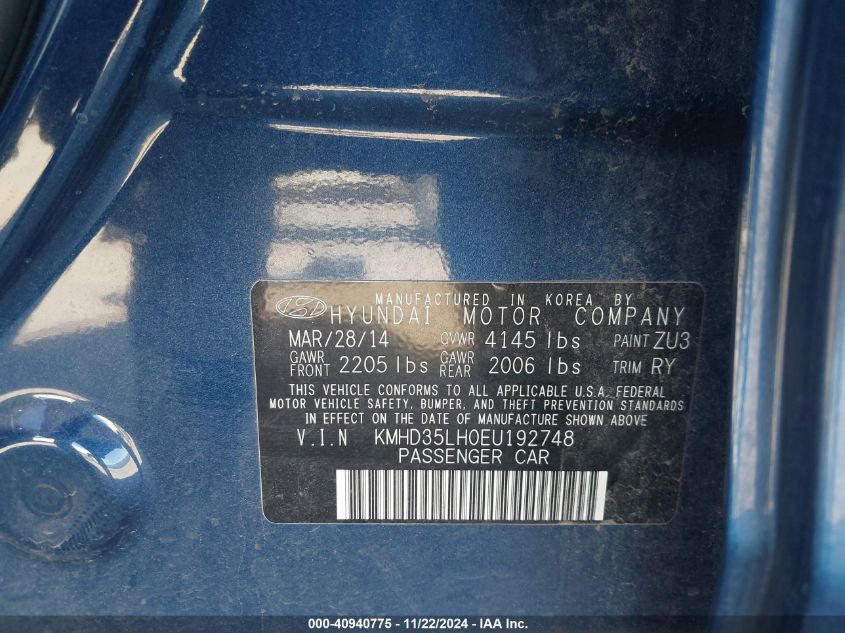 MANUFACTURED IN KOREA BY
HYUNDAI MOTOR COMPANY
MAR/28/14 GVWR 4145 lbs PAINT ZU3
GAWR FRONT 2205 lbs GAWR REAR 2006 lbs TRIM RY
THIS VEHICLE CONFORMS TO ALL APPLICABLE U.S.A. FEDERAL
MOTOR VEHICLE SAFETY, BUMPER, AND THEFT PREVENTION STANDARDS
IN EFFECT ON THE DATE OF MANUFACTURE SHOWN ABOVE.
V.I.N KMHD35LH0EU192748
PASSENGER CAR
000-40940775 - 11/22/2024 - IAA Inc.